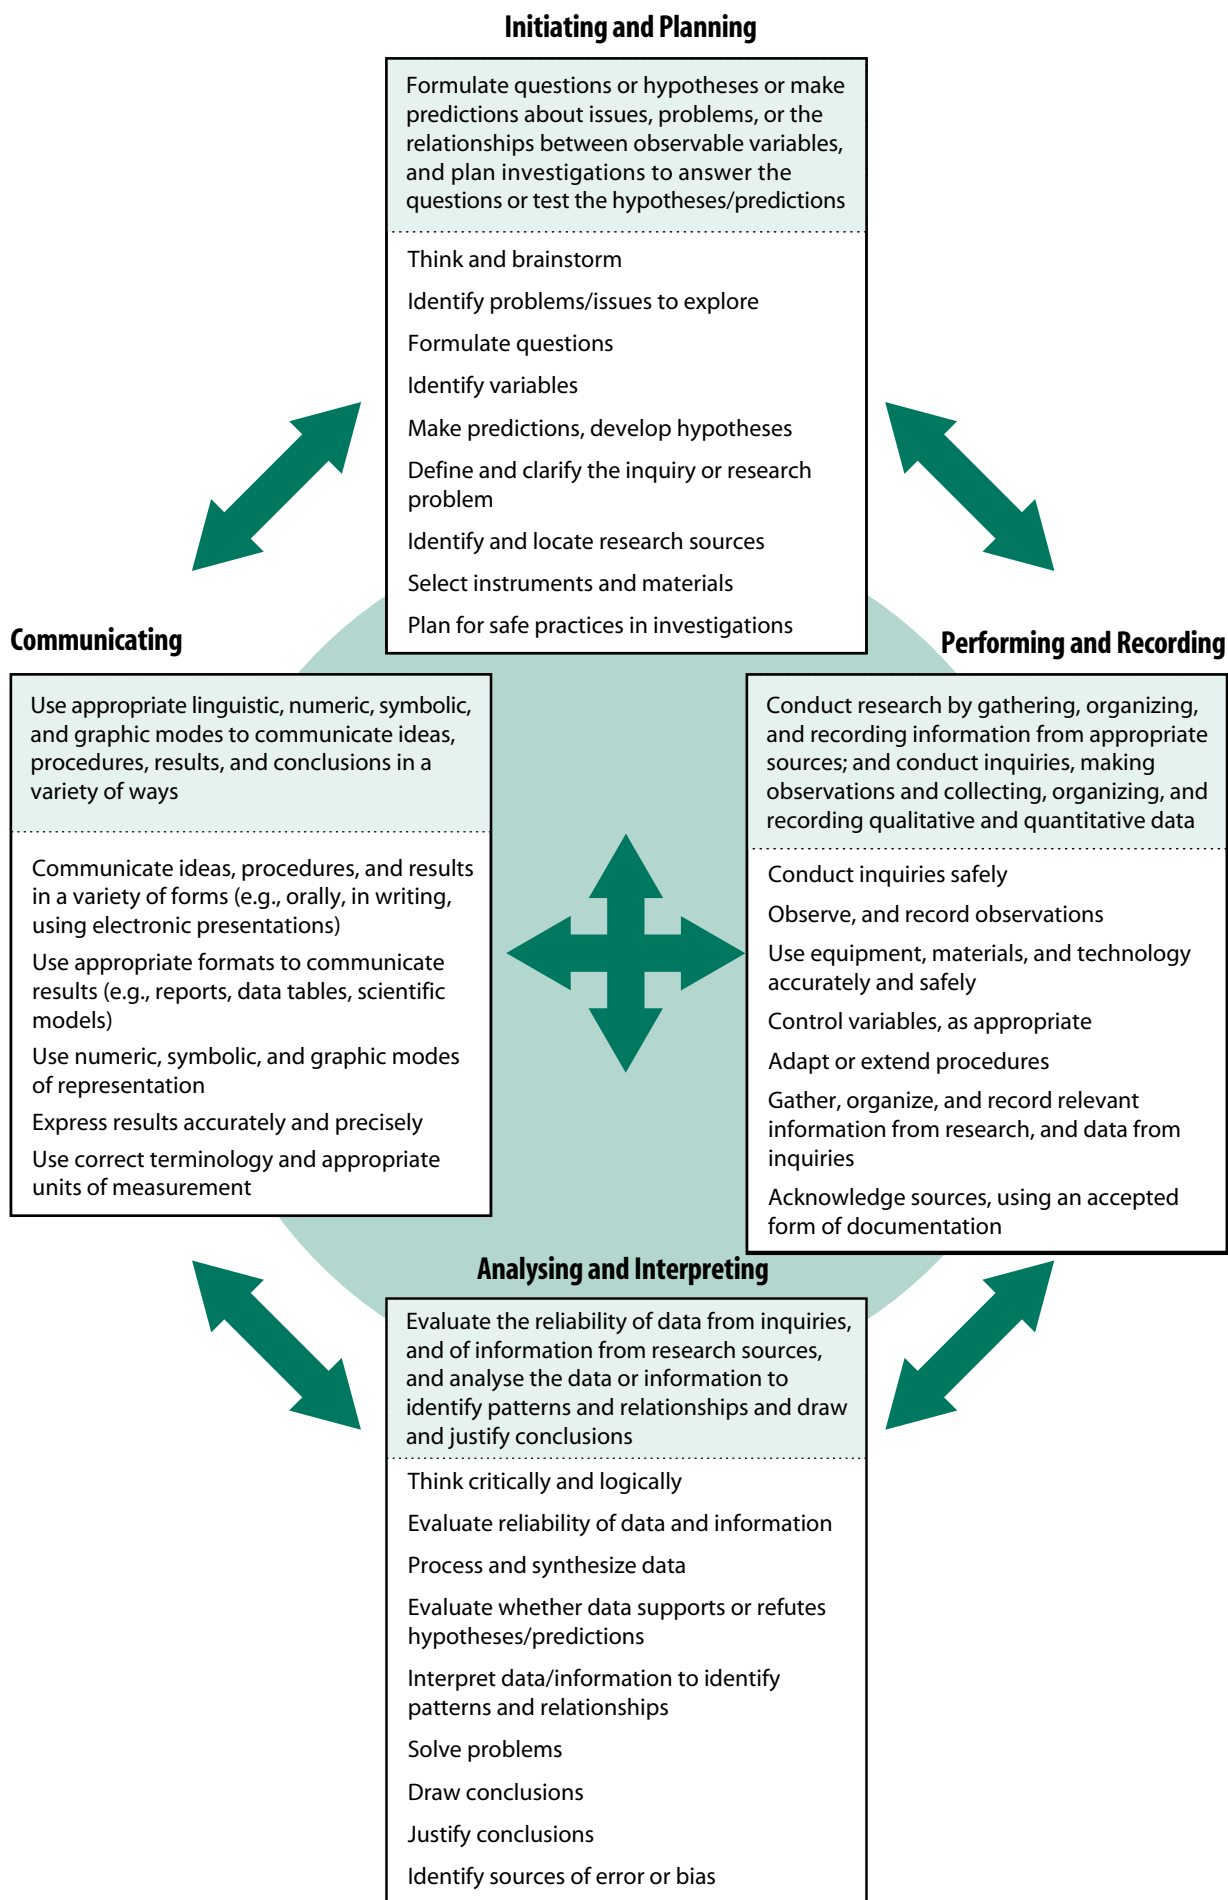 Initiating and Planning
Formulate questions or hypotheses or make
predictions about issues, problems, or the
relationships between observable variables,
and plan investigations to answer the
questions or test the hypotheses/predictions
Think and brainstorm
Identify problems/issues to explore
Formulate questions
Identify variables
Make predictions, develop hypotheses
Define and clarify the inquiry or research
problem
Identify and locate research sources
Select instruments and materials
Plan for safe practices in investigations
Communicating
Use appropriate linguistic, numeric, symbolic,
and graphic modes to communicate ideas,
procedures, results, and conclusions in a
variety of ways
Communicate ideas, procedures, and results
in a variety of forms (e.g., orally, in writing,
using electronic presentations)
Use appropriate formats to communicate
results (e.g., reports, data tables, scientific
models)
Use numeric, symbolic, and graphic modes
of representation
Express results accurately and precisely
Use correct terminology and appropriate
units of measurement
Performing and Recording
Conduct research by gathering, organizing,
and recording information from appropriate
sources; and conduct inquiries, making
observations and collecting, organizing, and
recording qualitative and quantitative data
Conduct inquiries safely
Observe, and record observations
Use equipment, materials, and technology
accurately and safely
Control variables, as appropriate
Adapt or extend procedures
Gather, organize, and record relevant
information from research, and data from
inquiries
Acknowledge sources, using an accepted
form of documentation
Analysing and Interpreting
Evaluate the reliability of data from inquiries,
and of information from research sources,
and analyse the data or information to
identify patterns and relationships and draw
and justify conclusions
Think critically and logically
Evaluate reliability of data and information
Process and synthesize data
Evaluate whether data supports or refutes
hypotheses/predictions
Interpret data/information to identify
patterns and relationships
Solve problems
Draw conclusions
Justify conclusions
Identify sources of error or bias